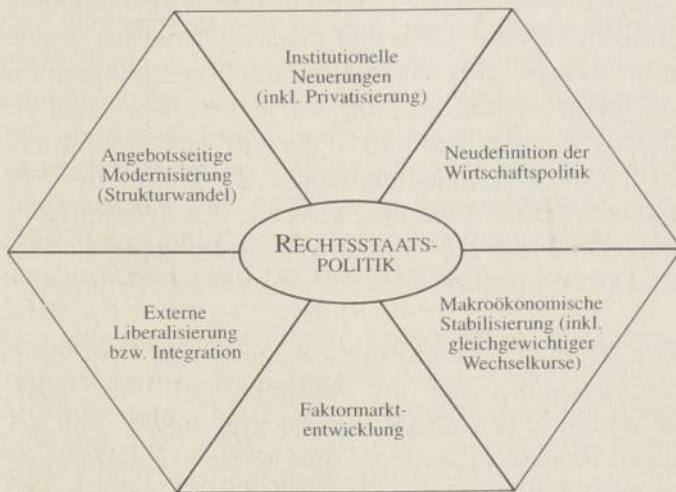 Institutionelle
Neuerungen
(inkl. Privatisierung)
Angebotsseitige
Modernisierung
(Strukturwandel)
Neudefinition der
Wirtschaftspolitik
RECHTSSTAATS-
POLITIK
Externe
Liberalisierung
bzw. Integration
Makroökonomische
Stabilisierung (inkl.
gleichgewichtiger
Wechselkurse)
Faktormarkt-
entwicklung